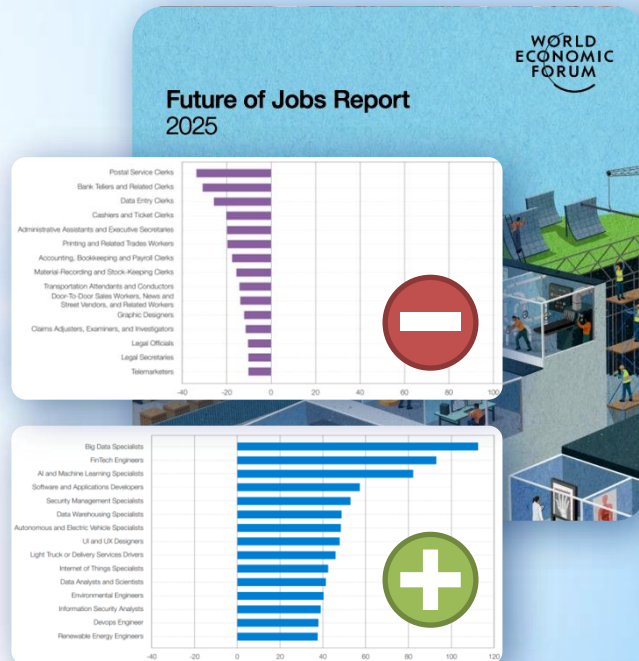 WORLD
ECONOMIC
FORUM
Future of Jobs Report
2025
Postal Service Clerks
Bank Tellers and Related Clerks
Data Entry Clerks
Cashiers and Ticket Clerks
Administrative Assistants and Executive Secretaries
Printing and Related Trades Workers
Accounting, Bookkeeping and Payroll Clerks
Material-Recording and Stock-Keeping Clerks
Transportation Attendants and Conductors
Door-To-Door Sales Workers, News and
Street Vendors, and Related Workers
Graphic Designers
Claims Adjusters, Examiners, and Investigators
Legal Officials
Legal Secretaries
Telemarketers
-40 -20 0 20 40 60 80 100
Big Data Specialists
FinTech Engineers
AI and Machine Learning Specialists
Software and Applications Developers
Security Management Specialists
Data Warehousing Specialists
Autonomous and Electric Vehicle Specialists
UI and UX Designers
Light Truck or Delivery Services Drivers
Internet of Things Specialists
Data Analysts and Scientists
Environmental Engineers
Information Security Analysts
Devops Engineer
Renewable Energy Engineers
-40 -20 0 20 40 60 80 100 120